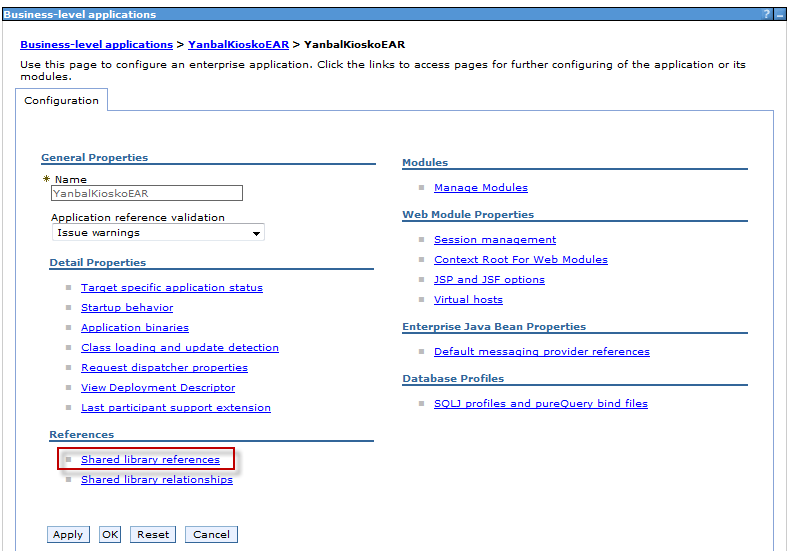 Business-level applications ? _
Business-level applications > YanbalKioskoEAR > YanbalKioskoEAR
Use this page to configure an enterprise application. Click the links to access pages for further configuring of the application or its
modules.
Configuration
General Properties
* Name
YanbalKioskoEAR
Application reference validation
Issue warnings
Detail Properties
Target specific application status
Startup behavior
Application binaries
Class loading and update detection
Request dispatcher properties
View Deployment Descriptor
Last participant support extension
References
Shared library references
Shared library relationships
Modules
Manage Modules
Web Module Properties
Session management
Context Root For Web Modules
JSP and JSF options
Virtual hosts
Enterprise Java Bean Properties
Default messaging provider references
Database Profiles
SQLJ profiles and pureQuery bind files
Apply OK Reset Cancel